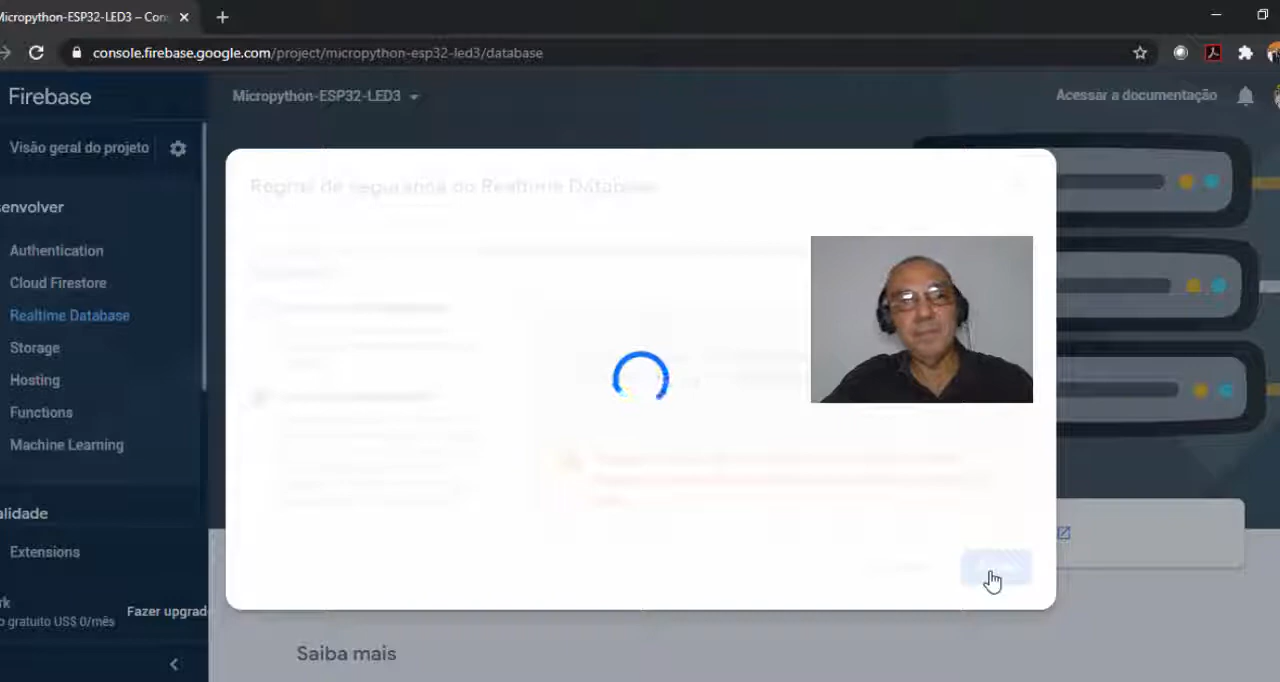 Micropython-ESP32-LED3 – Con
console.firebase.google.com/project/micropython-esp32-led3/database
Firebase
Micropython-ESP32-LED3
Acessar a documentação
Visão geral do projeto
Regras de segurança do Realtime Database
senvolver
Authentication
Cloud Firestore
Realtime Database
Storage
Hosting
Functions
Machine Learning
alidade
Extensions
rk
Fazer upgrad
o gratuito US$ 0/mês
Saiba mais